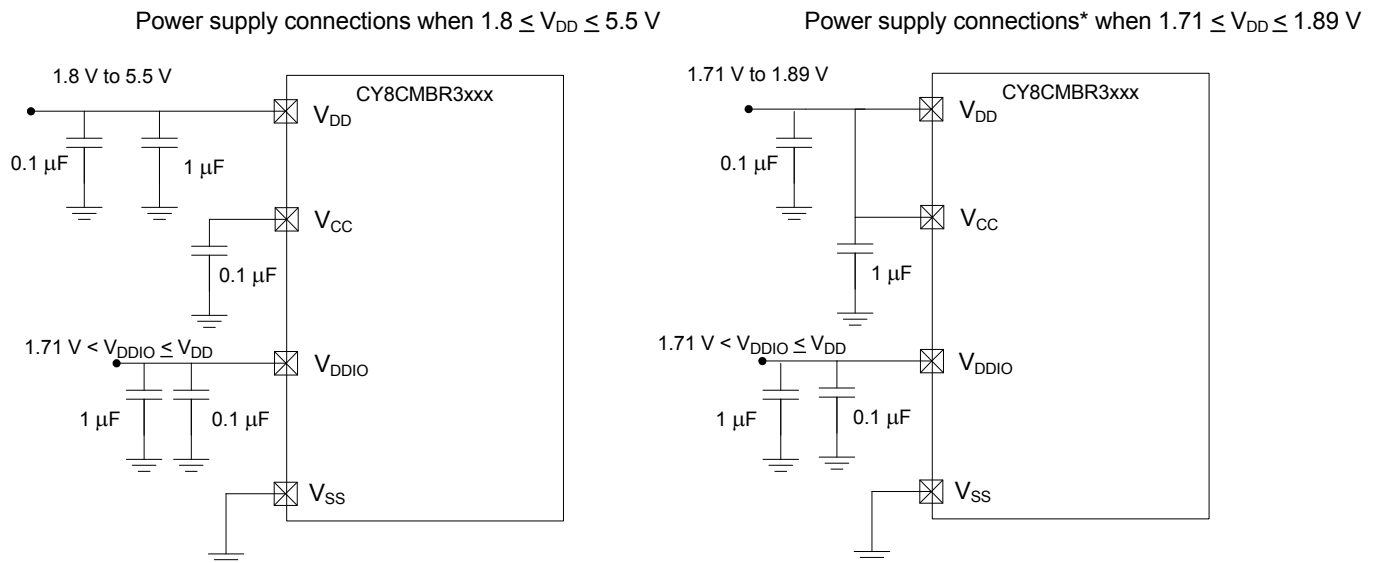 Power supply connections when 1.8 ≤ VDD ≤ 5.5 V
1.8 V to 5.5 V
CY8CMBR3xxx
VDD
0.1 μF
1 μF
VCC
0.1 μF
1.71 V < VDDIO ≤ VDD
VDDIO
1 μF
0.1 μF
VSS
Power supply connections* when 1.71 ≤ VDD ≤ 1.89 V
1.71 V to 1.89 V
CY8CMBR3xxx
VDD
0.1 μF
VCC
1 μF
1.71 V < VDDIO ≤ VDD
VDDIO
1 μF
0.1 μF
VSS